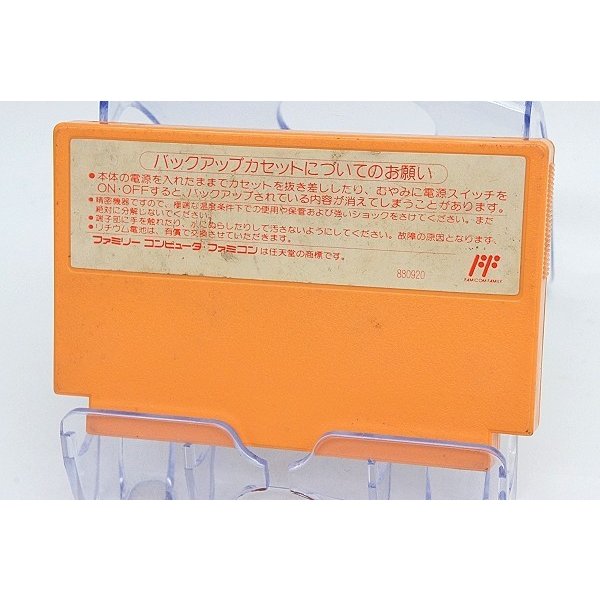 バックアップカセットについてのお願い
●本体の電源を入れたままでカセットを抜き差ししたり、むやみに電源スイッチを
ON・OFFすると、バックアップされている内容が消えてしまうことがあります。
●精密機器ですので、極端な温度条件下での使用や保管および強いショックをさけてください。また
絶対に分解しないでください。
●端子部に手を触れたり、水にぬらしたりして汚さないようにしてください。故障の原因となります。
●リチウム電池は、有償で交換させていただきます。
ファミリー コンピュータ・ファミコンは任天堂の商標です。
880920
FAMICOM FAMILY